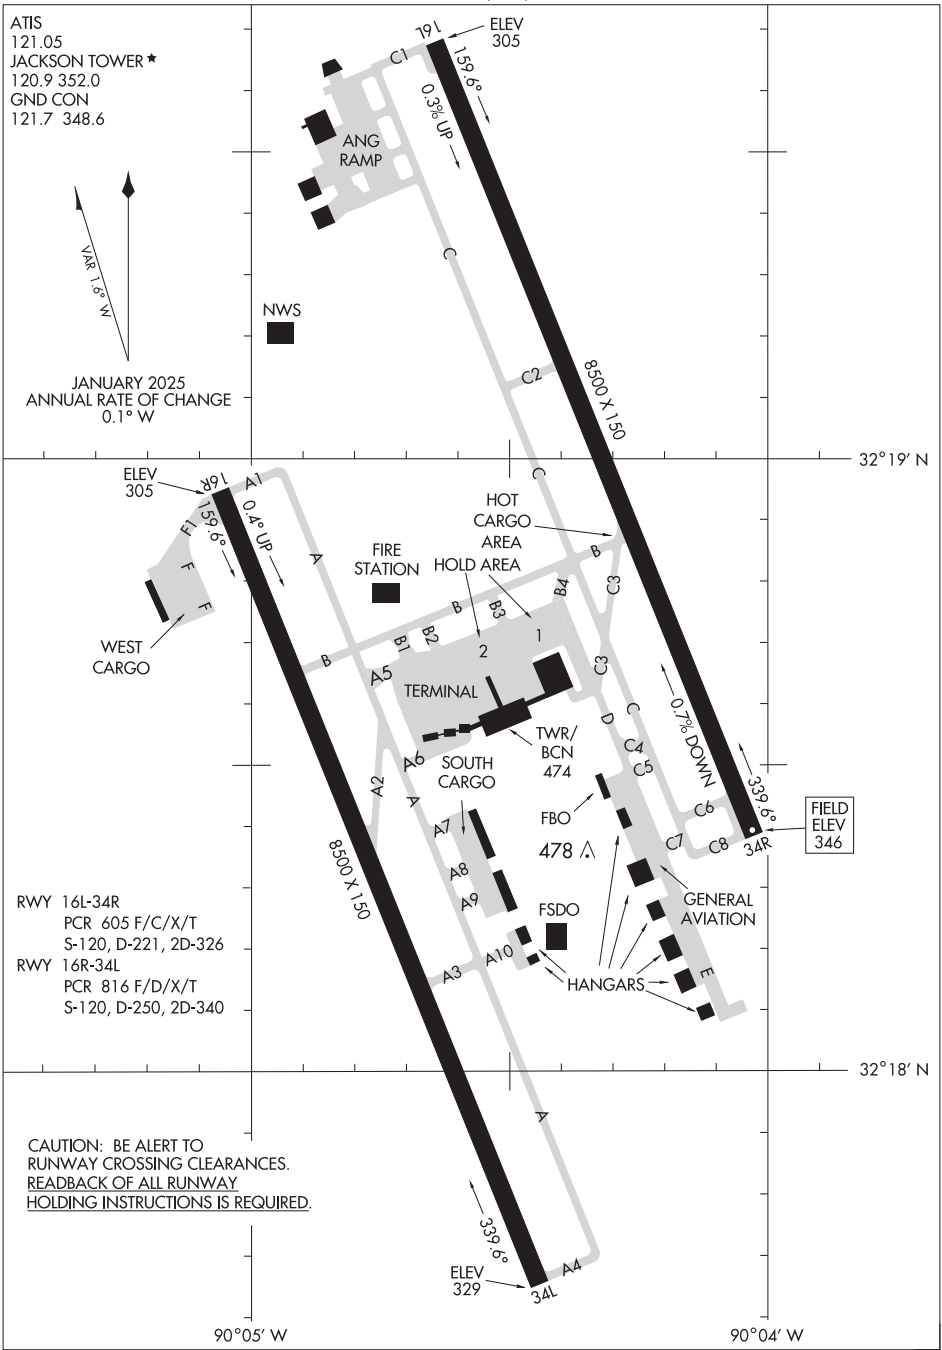 ATIS
121.05
JACKSON TOWER ★
120.9 352.0
GND CON
121.7 348.6
VAR 1.6° W
JANUARY 2025
ANNUAL RATE OF CHANGE
0.1° W
16L
ELEV
305
159.6°
0.3% UP
C1
ANG
RAMP
C
NWS
C2
8500 X 150
32°19' N
ELEV
305
16R
A1
159.6°
0.4° UP
F1
F
F
WEST
CARGO
A
FIRE
STATION
HOT
CARGO
AREA
HOLD AREA
C
B
B4
C3
B
B3
B2
B1
B
1
2
A5
TERMINAL
C3
C
D
0.7% DOWN
TWR/
BCN
474
A6
SOUTH
CARGO
C4
C5
A2
A
FBO
339.6°
C6
FIELD
ELEV
346
34R
C7
C8
478
A7
A8
A9
8500 X 150
GENERAL
AVIATION
FSDO
A3
A10
HANGARS
E
RWY 16L-34R
PCR 605 F/C/X/T
S-120, D-221, 2D-326
RWY 16R-34L
PCR 816 F/D/X/T
S-120, D-250, 2D-340
32°18' N
A
CAUTION: BE ALERT TO
RUNWAY CROSSING CLEARANCES.
READBACK OF ALL RUNWAY
HOLDING INSTRUCTIONS IS REQUIRED.
339.6°
ELEV
329
34L
A4
90°05' W
90°04' W